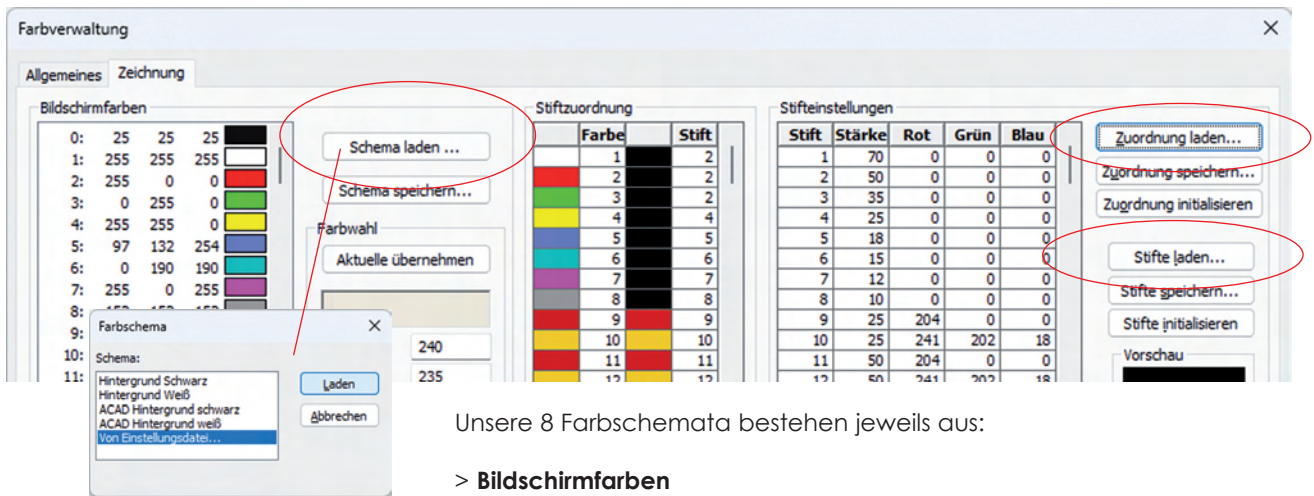 Farbverwaltung
Allgemeines Zeichnung
Bildschirmfarben
0: 25 25 25
1: 255 255 255
2: 255 0 0
3: 0 255 0
4: 255 255 0
5: 97 132 254
6: 0 190 190
7: 255 0 255
8:
9:
10:
11:
Schema laden ...
Schema speichern...
Farbwahl
Aktuelle übernehmen
240
235
Stiftzuordnung
Farbe Stift
1 2
2 2
3 2
4 4
5 5
6 6
7 7
8 8
9 9
10 10
11 11
12 12
Stifteinstellungen
Stift Stärke Rot Grün Blau
1 70 0 0 0
2 50 0 0 0
3 35 0 0 0
4 25 0 0 0
5 18 0 0 0
6 15 0 0 0
7 12 0 0 0
8 10 0 0 0
9 25 204 0 0
10 25 241 202 18
11 50 204 0 0
12 50 241 202 18
Zuordnung laden...
Zuordnung speichern...
Zuordnung initialisieren
Stifte laden...
Stifte speichern...
Stifte initialisieren
Vorschau
Farbschema
Schema:
Hintergrund Schwarz
Hintergrund Weiß
ACAD Hintergrund schwarz
ACAD Hintergrund weiß
Von Einstellungsdatei...
Laden
Abbrechen
Unsere 8 Farbschemata bestehen jeweils aus:
> Bildschirmfarben